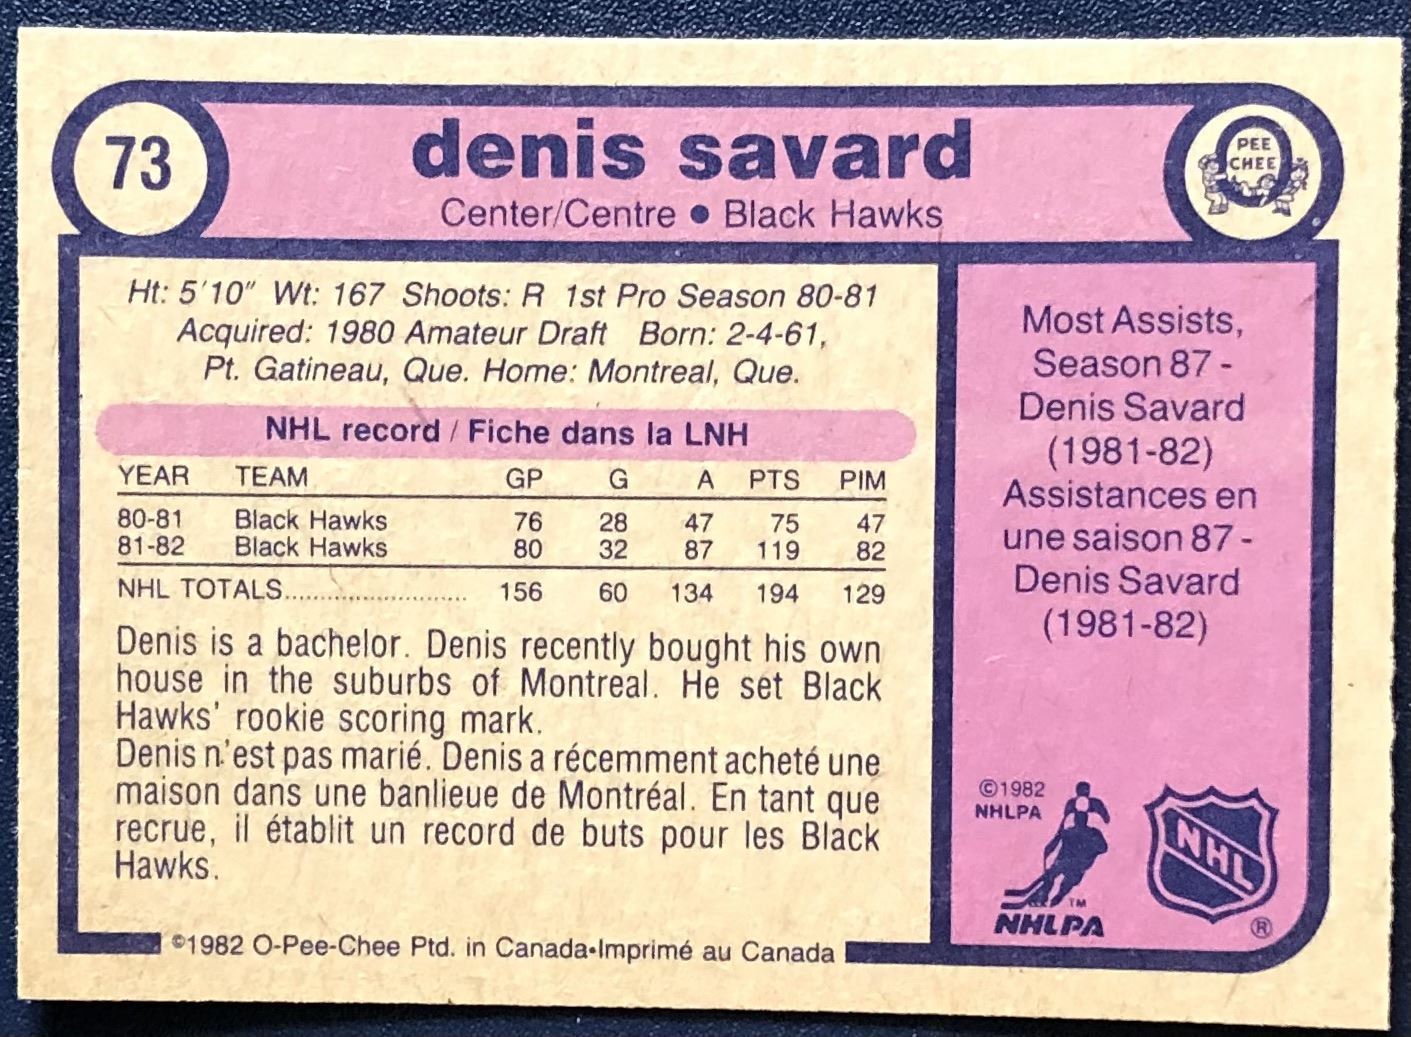 73
denis savard
PEE
CHEE
Center/Centre • Black Hawks
Ht: 5'10" Wt: 167 Shoots: R 1st Pro Season 80-81
Acquired: 1980 Amateur Draft Born: 2-4-61,
Pt. Gatineau, Que. Home: Montreal, Que.
NHL record / Fiche dans la LNH
YEAR TEAM GP G A PTS PIM
80-81 Black Hawks 76 28 47 75 47
81-82 Black Hawks 80 32 87 119 82
NHL TOTALS.......................... 156 60 134 194 129
Denis is a bachelor. Denis recently bought his own
house in the suburbs of Montreal. He set Black
Hawks' rookie scoring mark.
Denis n'est pas marié. Denis a récemment acheté une
maison dans une banlieue de Montréal. En tant que
recrue, il établit un record de buts pour les Black
Hawks.
©1982 O-Pee-Chee Ptd. in Canada•Imprimé au Canada
Most Assists,
Season 87 -
Denis Savard
(1981-82)
Assistances en
une saison 87 -
Denis Savard
(1981-82)
©1982
NHLPA
TM
NHLPA
NHL
®